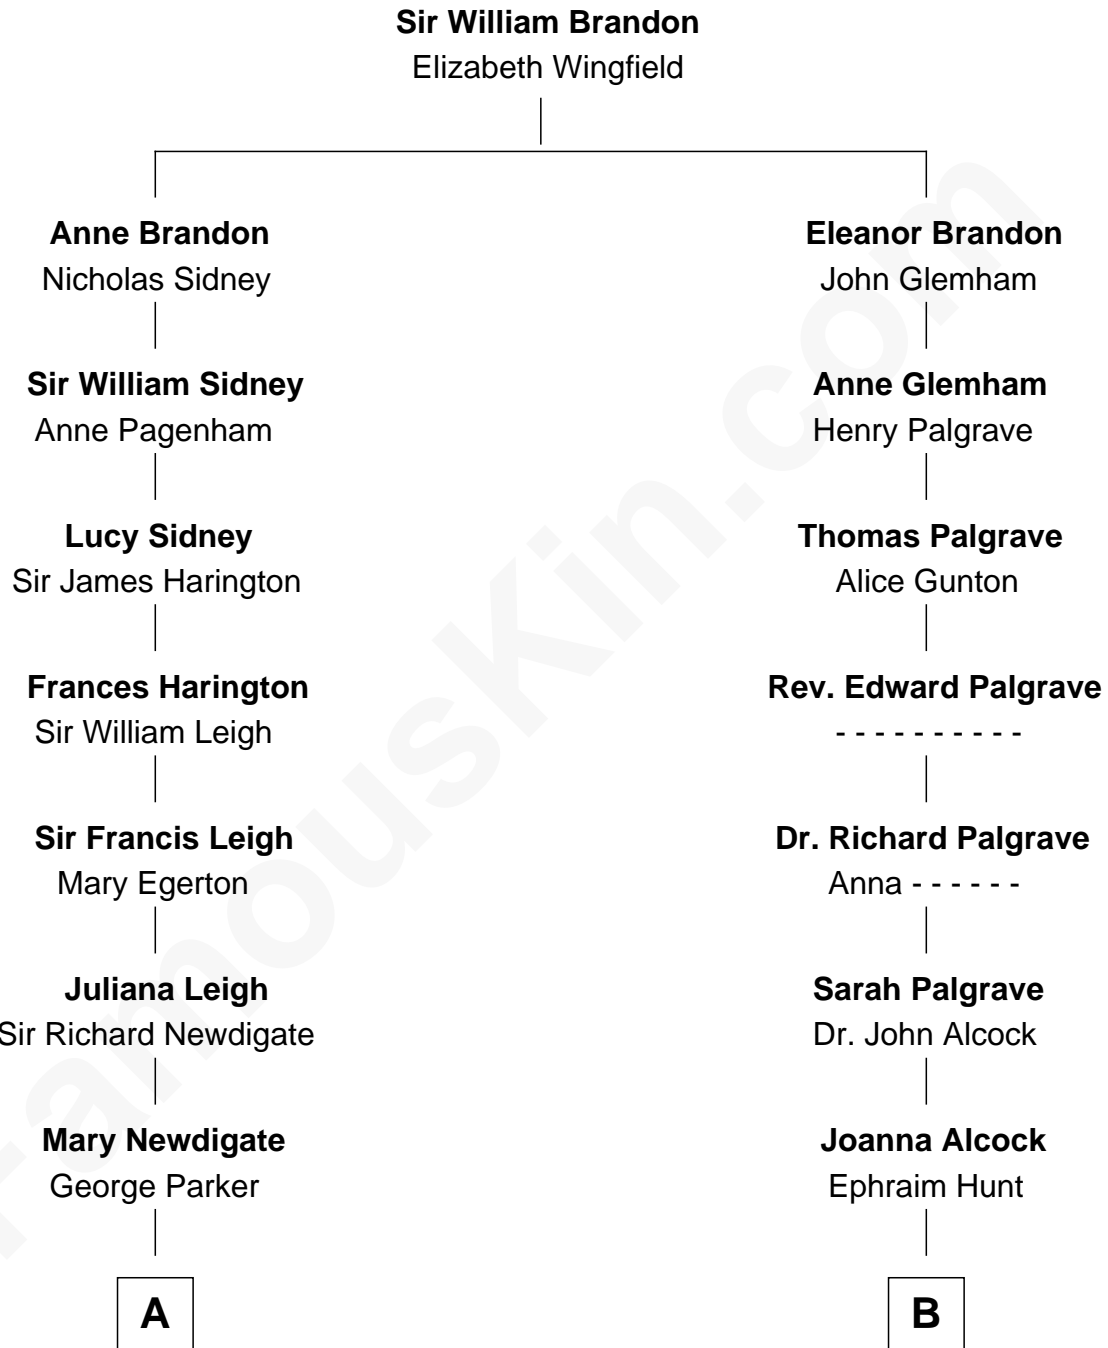 Sir William Brandon
Elizabeth Wingfield
Anne Brandon
Nicholas Sidney
Eleanor Brandon
John Glemham
Sir William Sidney
Anne Pagenham
Anne Glemham
Henry Palgrave
Lucy Sidney
Sir James Harington
Thomas Palgrave
Alice Gunton
Frances Harington
Sir William Leigh
Rev. Edward Palgrave
- - - - - - - - - -
Sir Francis Leigh
Mary Egerton
Dr. Richard Palgrave
Anna - - - - - -
Juliana Leigh
Sir Richard Newdigate
Sarah Palgrave
Dr. John Alcock
Mary Newdigate
George Parker
Joanna Alcock
Ephraim Hunt
A
B
FamousKin.com